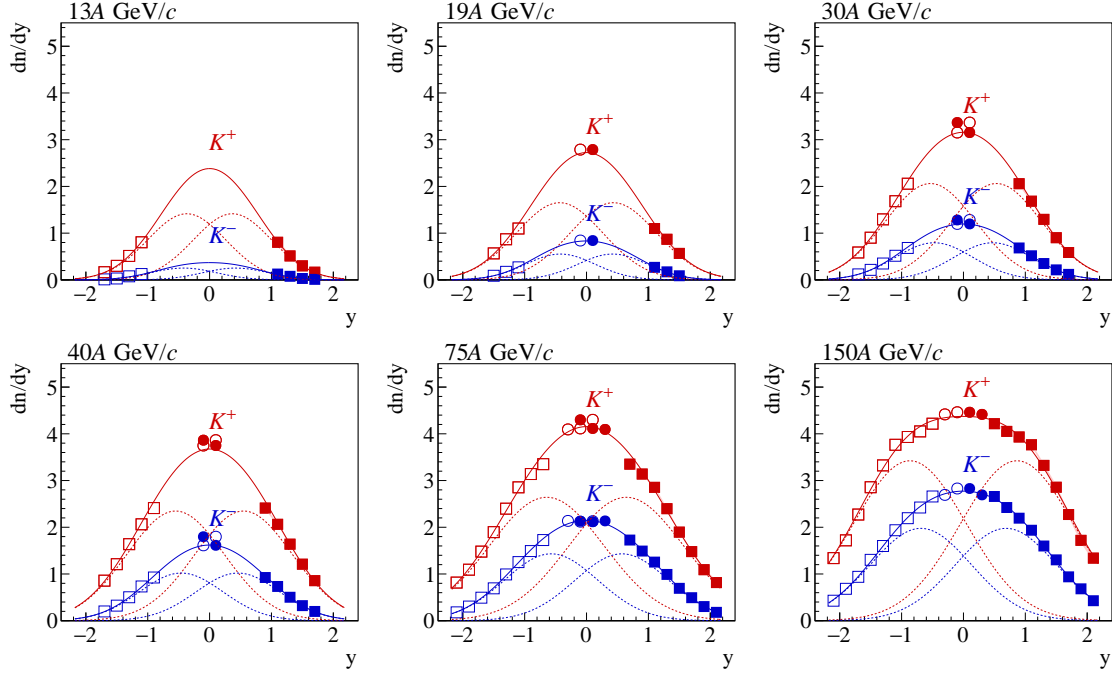 13A GeV/c
dn/dy
5
4
3
2
1
0
K⁺
K⁻
−2 −1 0 1 2
y
19A GeV/c
dn/dy
5
4
3
2
1
0
K⁺
K⁻
−2 −1 0 1 2
y
30A GeV/c
dn/dy
5
4
3
2
1
0
K⁺
K⁻
−2 −1 0 1 2
y
40A GeV/c
dn/dy
5
4
3
2
1
0
K⁺
K⁻
−2 −1 0 1 2
y
75A GeV/c
dn/dy
5
4
3
2
1
0
K⁺
K⁻
−2 −1 0 1 2
y
150A GeV/c
dn/dy
5
4
3
2
1
0
K⁺
K⁻
−2 −1 0 1 2
y